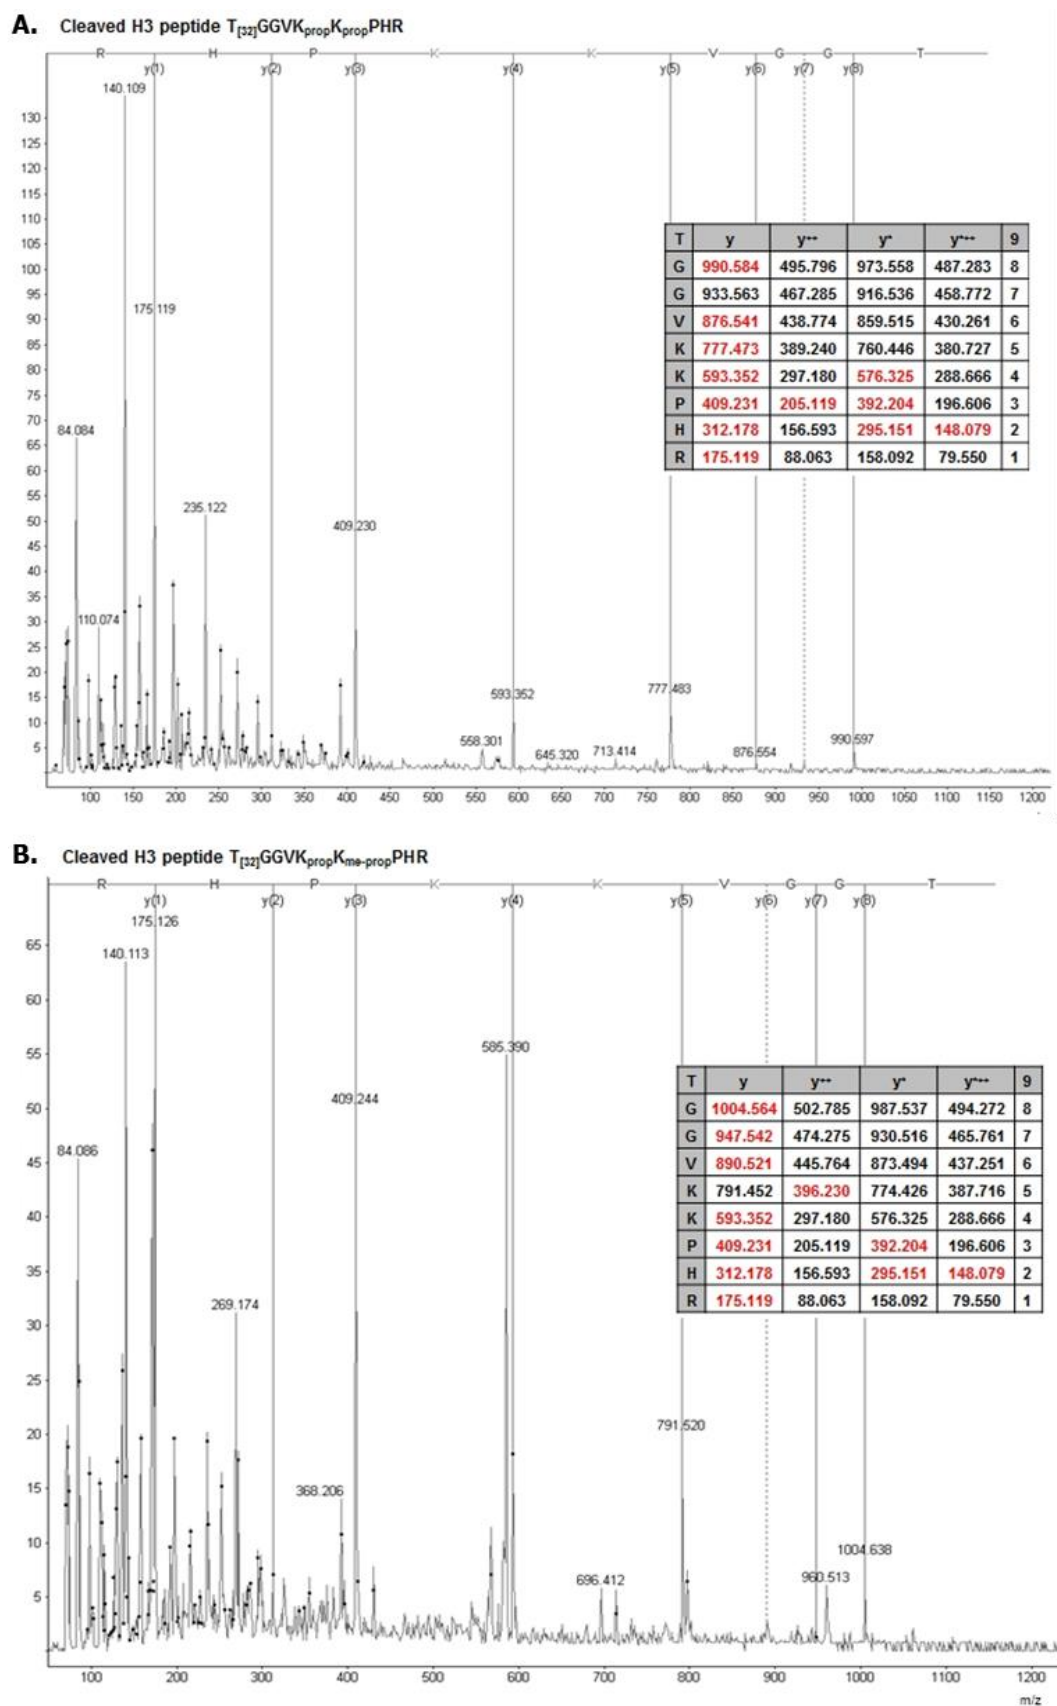 A. Cleaved H3 peptide T[32]GGVKpropKpropPHR
R H P K K V G G T
y(1) y(2) y(3) y(4) y(5) y(6) y(7) y(8)
140.109
130
125
120
115
110
105
100
95
90
85
80
75
70
65
60
55
50
45
40
35
30
25
20
15
10
5
175.119
84.084
235.122
409.230
110.074
593.352
777.483
558.301
645.320
713.414
876.554
990.597
T y y++ y* y*++ 9
G 990.584 495.796 973.558 487.283 8
G 933.563 467.285 916.536 458.772 7
V 876.541 438.774 859.515 430.261 6
K 777.473 389.240 760.446 380.727 5
K 593.352 297.180 576.325 288.666 4
P 409.231 205.119 392.204 196.606 3
H 312.178 156.593 295.151 148.079 2
R 175.119 88.063 158.092 79.550 1
100 150 200 250 300 350 400 450 500 550 600 650 700 750 800 850 900 950 1000 1050 1100 1150 1200
B. Cleaved H3 peptide T[32]GGVKpropKme-propPHR
R H P K K V G G T
y(1) y(2) y(3) y(4) y(5) y(6) y(7) y(8)
175.126
140.113
65
60
55
50
45
40
35
30
25
20
15
10
5
585.390
409.244
84.086
269.174
791.520
368.206
1004.638
696.412
960.513
T y y++ y* y*++ 9
G 1004.564 502.785 987.537 494.272 8
G 947.542 474.275 930.516 465.761 7
V 890.521 445.764 873.494 437.251 6
K 791.452 396.230 774.426 387.716 5
K 593.352 297.180 576.325 288.666 4
P 409.231 205.119 392.204 196.606 3
H 312.178 156.593 295.151 148.079 2
R 175.119 88.063 158.092 79.550 1
100 200 300 400 500 600 700 800 900 1000 1100 1200
m/z